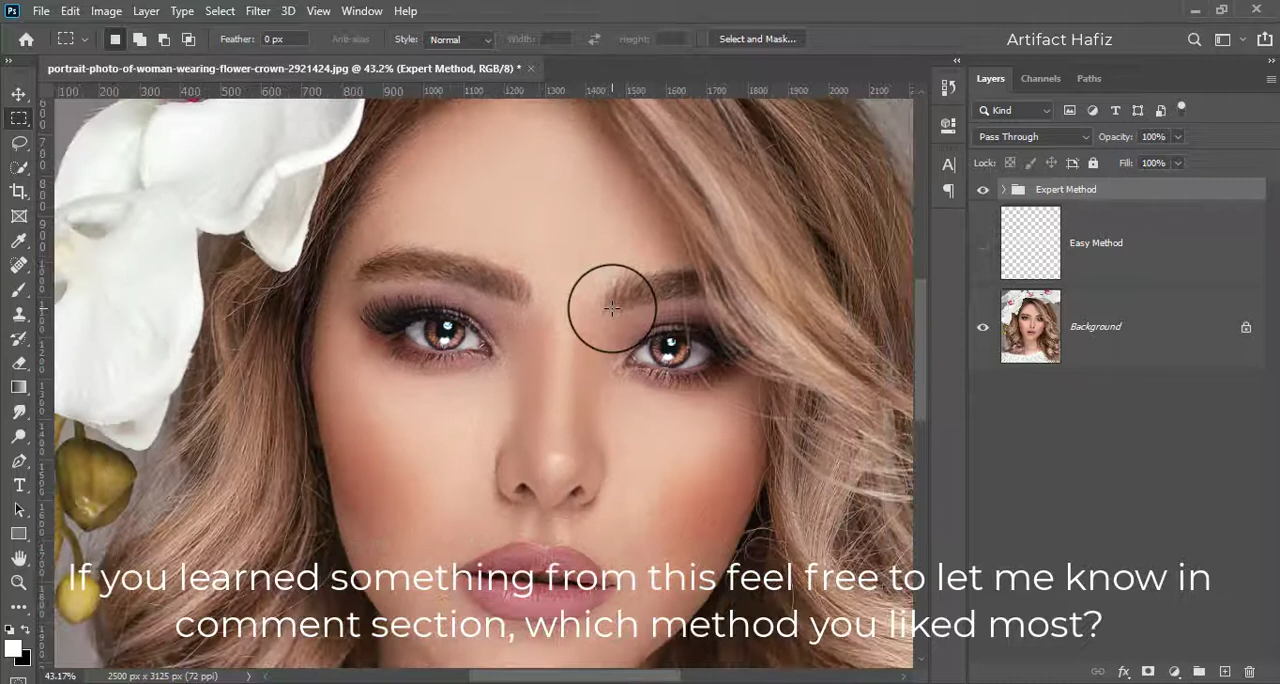 Ps File Edit Image Layer Type Select Filter 3D View Window Help
Feather: 0 px Anti-alias Style: Normal Width: Height: Select and Mask... Artifact Hafiz
portrait-photo-of-woman-wearing-flower-crown-2921424.jpg @ 43.2% (Expert Method, RGB/8) *
Layers Channels Paths
100 200 300 400 500 600 700 800 900 1000 1100 1200 1300 1400 1500 1600 1700 1800 1900 2000 2100
Kind
Pass Through Opacity: 100%
Lock: Fill: 100%
Expert Method
Easy Method
Background
If you learned something from this feel free to let me know in
comment section, which method you liked most?
43.17% 2500 px x 3125 px (72 ppi)